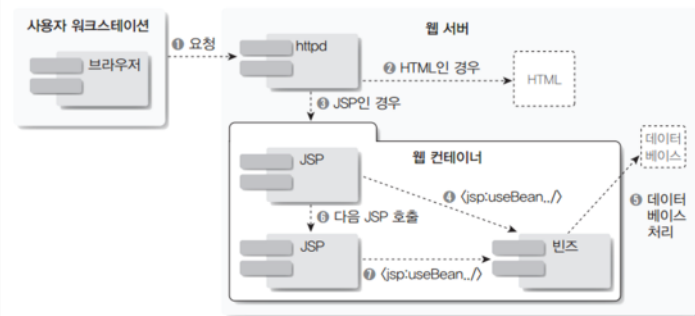 사용자 워크스테이션
웹 서버
❶ 요청
httpd
브라우저
❷ HTML인 경우
HTML
❸ JSP인 경우
데이터
베이스
웹 컨테이너
JSP
❹ 〈jsp:useBean../〉
❺ 데이터
베이스
처리
❻ 다음 JSP 호출
JSP
빈즈
❼ 〈jsp:useBean../〉